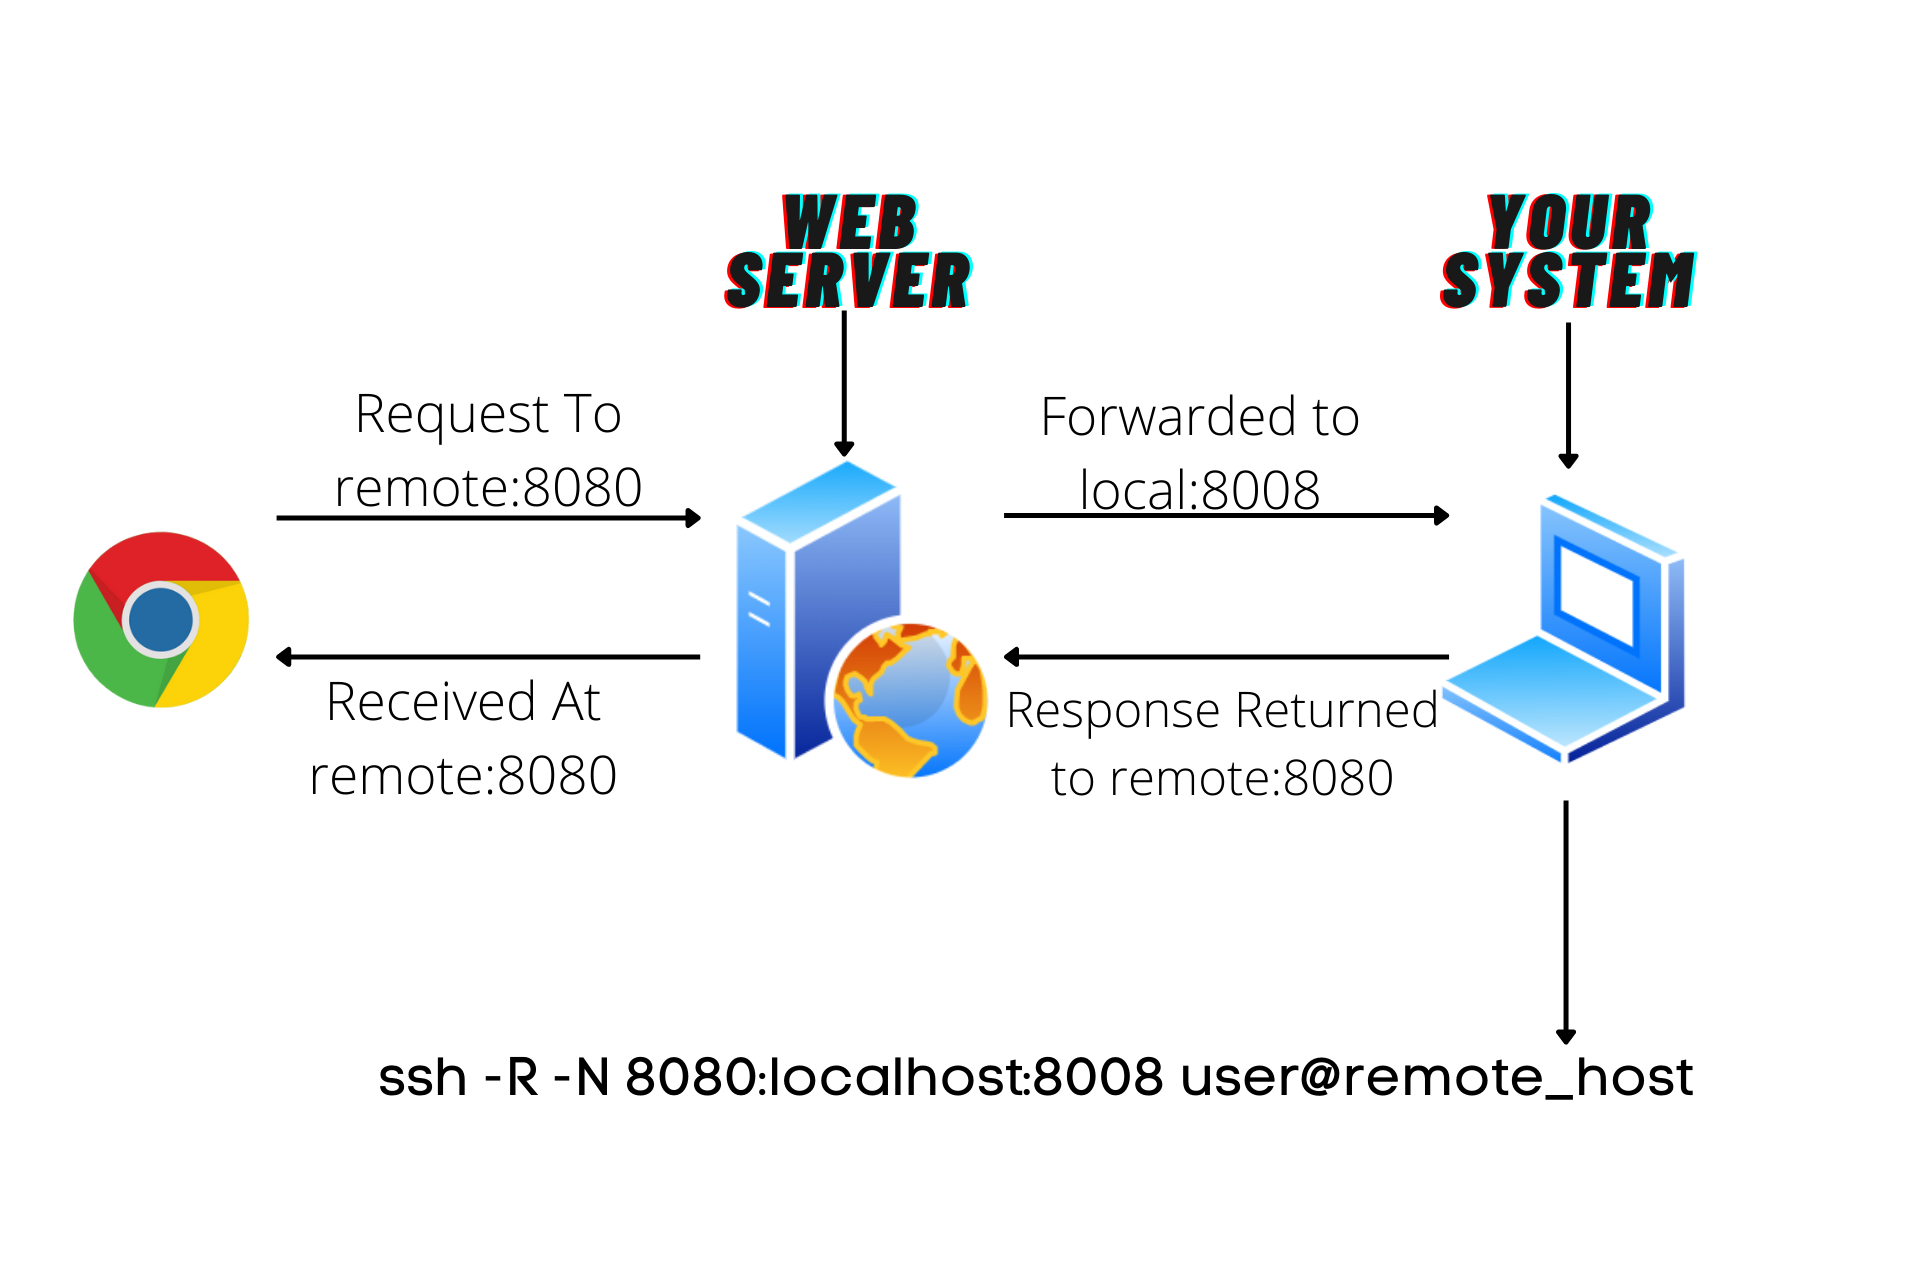 WEB
SERVER
YOUR
SYSTEM
Request To
remote:8080
Forwarded to
local:8008
Received At
remote:8080
Response Returned
to remote:8080
ssh -R -N 8080:localhost:8008 user@remote_host